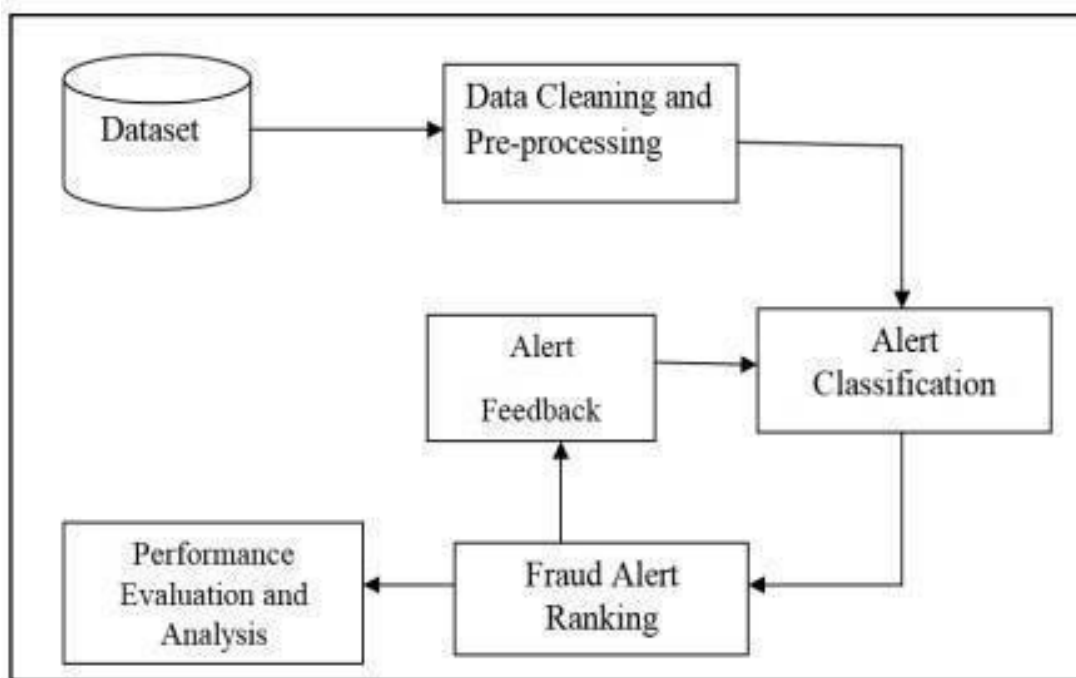 Dataset
Data Cleaning and
Pre-processing
Alert
Feedback
Alert
Classification
Performance
Evaluation and
Analysis
Fraud Alert
Ranking